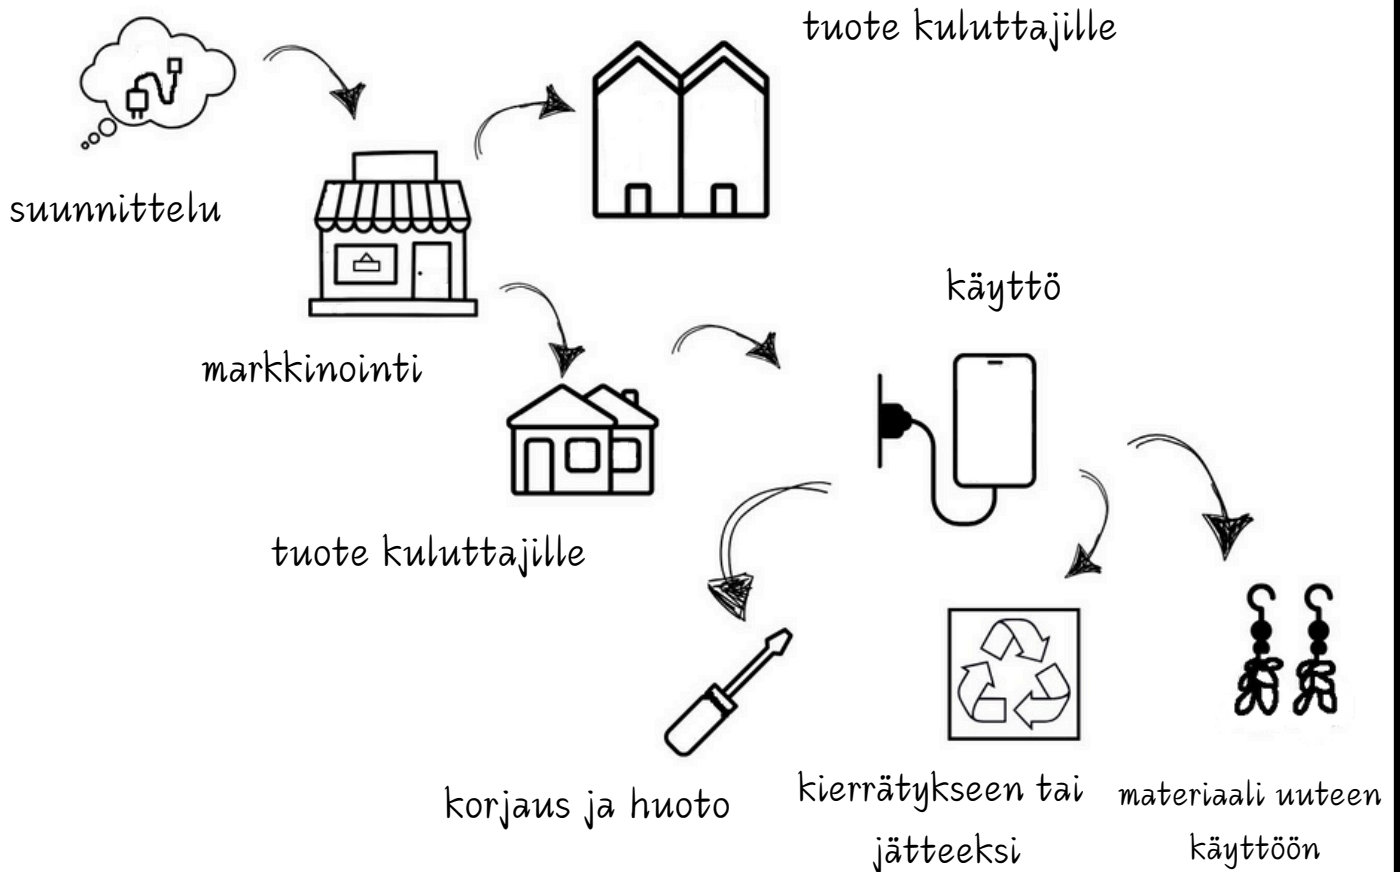 tuote kuluttajille
suunnittelu
käyttö
markkinointi
tuote kuluttajille
korjaus ja huoto
kierrätykseen tai
jätteeksi
materiaali uuteen
käyttöön